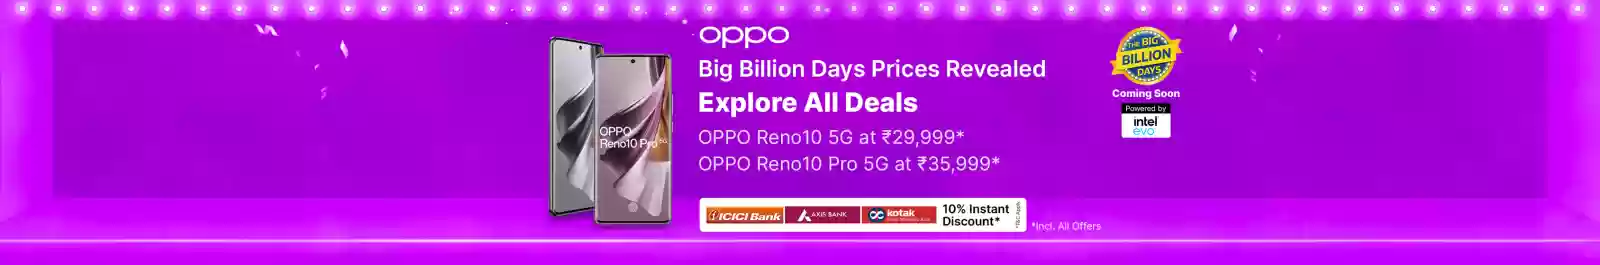 oppo
Big Billion Days Prices Revealed
Explore All Deals
OPPO Reno10 5G at ₹29,999*
OPPO Reno10 Pro 5G at ₹35,999*
OPPO
Reno10 Pro 5G
ICICI Bank
AXIS BANK
kotak
10% Instant
Discount*
*T&C Apply
*Incl. All Offers
THE BIG
BILLION
DAYS
Coming Soon
Powered by
intel
evo